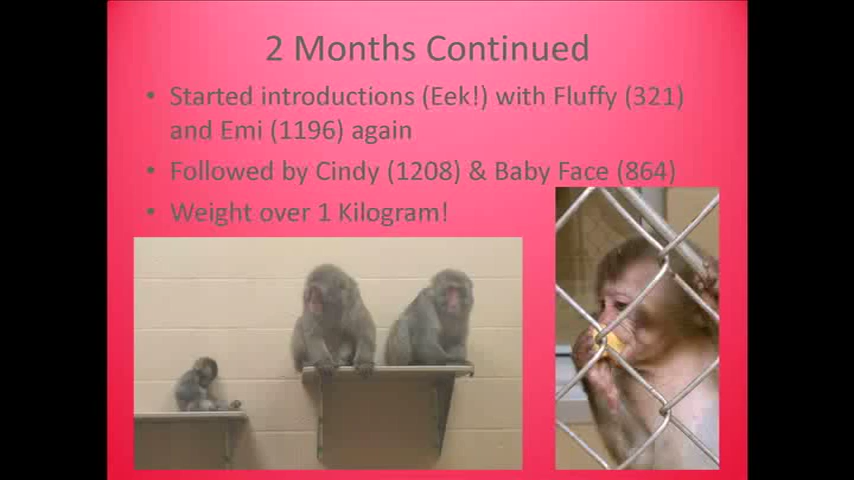 2 Months Continued
• Started introductions (Eek!) with Fluffy (321)
and Emi (1196) again
• Followed by Cindy (1208) & Baby Face (864)
• Weight over 1 Kilogram!